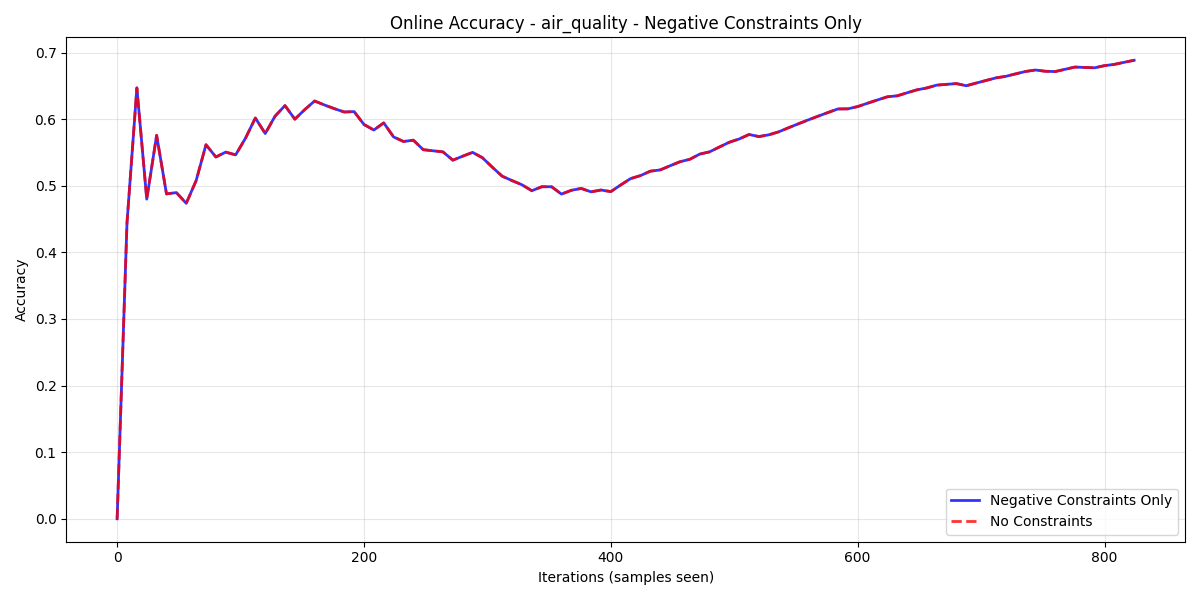 Online Accuracy - air_quality - Negative Constraints Only
Accuracy
0.7
0.6
0.5
0.4
0.3
0.2
0.1
0.0
0 200 400 600 800
Iterations (samples seen)
Negative Constraints Only
No Constraints